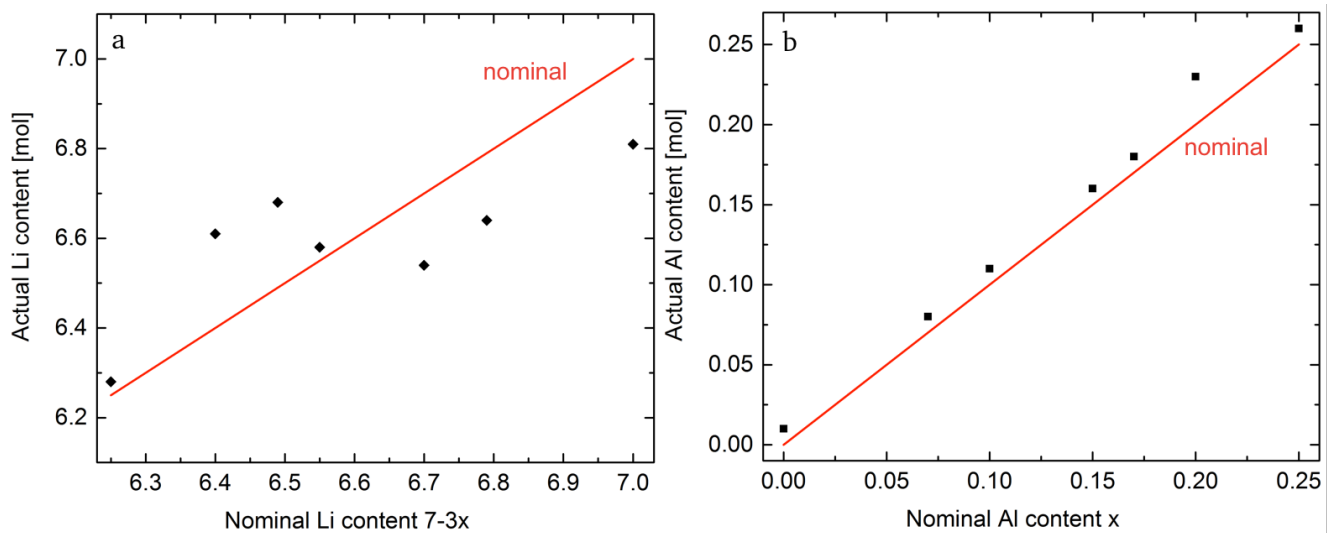 a
nominal
7.0
6.8
6.6
6.4
6.2
Actual Li content [mol]
6.3 6.4 6.5 6.6 6.7 6.8 6.9 7.0
Nominal Li content 7-3x
b
nominal
0.25
0.20
0.15
0.10
0.05
0.00
Actual Al content [mol]
0.00 0.05 0.10 0.15 0.20 0.25
Nominal Al content x